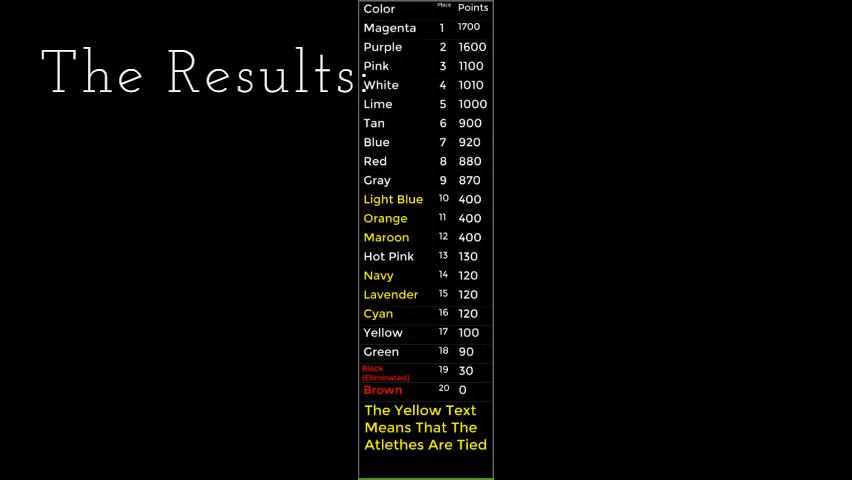 The Results:
Color Place Points
Magenta 1 1700
Purple 2 1600
Pink 3 1100
White 4 1010
Lime 5 1000
Tan 6 900
Blue 7 920
Red 8 880
Gray 9 870
Light Blue 10 400
Orange 11 400
Maroon 12 400
Hot Pink 13 130
Navy 14 120
Lavender 15 120
Cyan 16 120
Yellow 17 100
Green 18 90
Black
(Eliminated) 19 30
Brown 20 0
The Yellow Text
Means That The
Atlethes Are Tied